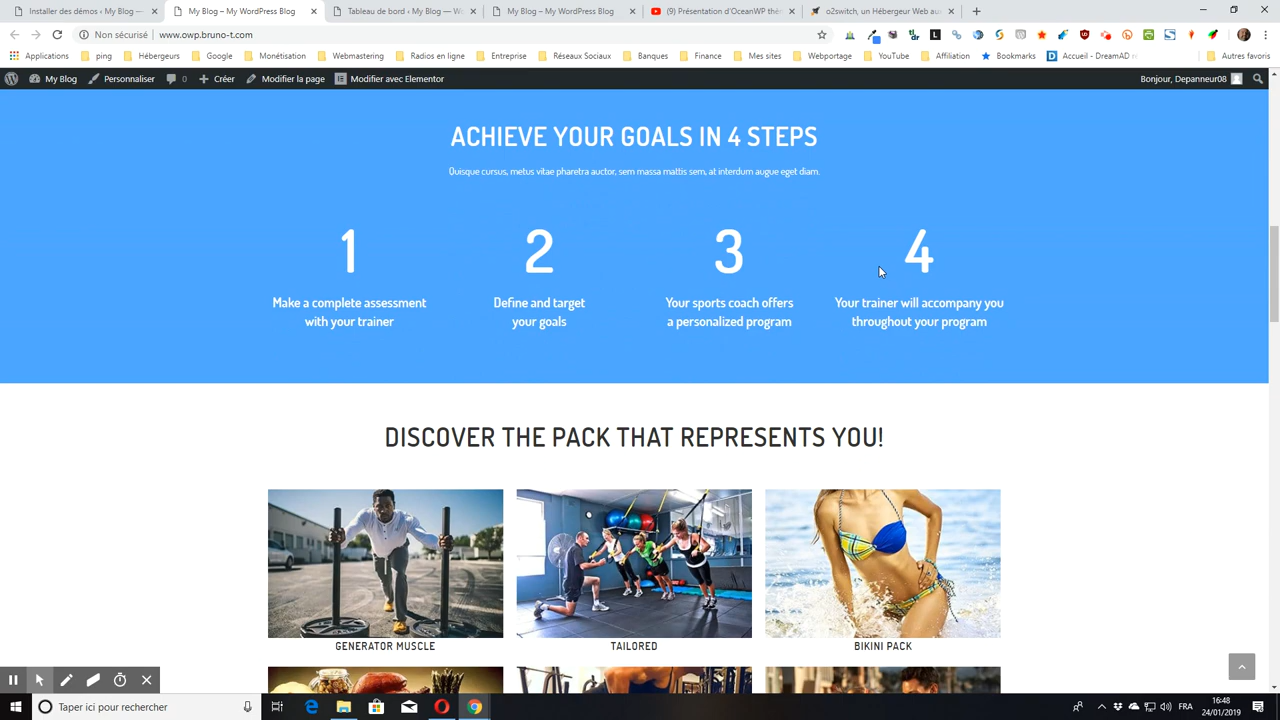 Installer des démos ‹ My Blog —
My Blog – My WordPress Blog
Tableau de bord ‹ My Blog — Wo
My Blog – My WordPress Blog
(9) Présentation d'OceanWP thé
o2switch, un Hébergeur Web au
Non sécurisé
www.owp.bruno-t.com
Applications
ping
Hébergeurs
Google
Monétisation
Webmastering
Radios en ligne
Entreprise
Réseaux Sociaux
Banques
Finance
Mes sites
Webportage
YouTube
Affiliation
Bookmarks
Accueil – DreamAD n
Autres favoris
My Blog
Personnaliser
0
Créer
Modifier la page
Modifier avec Elementor
Bonjour, Depanneur08
ACHIEVE YOUR GOALS IN 4 STEPS
Quisque cursus, metus vitae pharetra auctor, sem massa mattis sem, at interdum augue eget diam.
1
2
3
4
Make a complete assessment
with your trainer
Define and target
your goals
Your sports coach offers
a personalized program
Your trainer will accompany you
throughout your program
DISCOVER THE PACK THAT REPRESENTS YOU!
GENERATOR MUSCLE
TAILORED
BIKINI PACK
Taper ici pour rechercher
FRA
16:48
24/01/2019